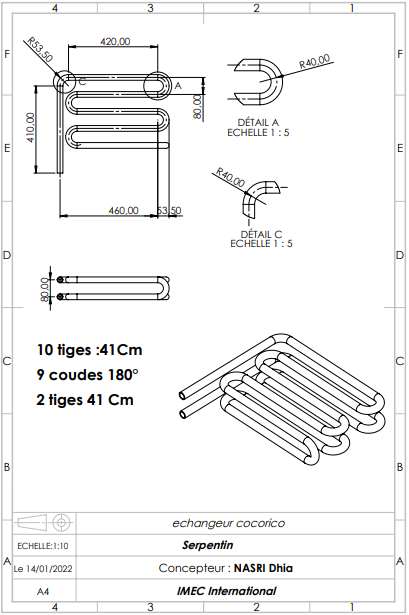 4 3 2 1
F F
R53,50
420,00
C
A
80,00
410,00
460,00 53,50
R40,00
DÉTAIL A
ECHELLE 1 : 5
E E
R40,00
DÉTAIL C
ECHELLE 1 : 5
D D
80,00
10 tiges :41Cm
9 coudes 180°
2 tiges 41 Cm
C C
B B
echangeur cocorico
ECHELLE:1:10 Serpentin
A A
Le 14/01/2022 Concepteur : NASRI Dhia
A4 IMEC International
4 3 2 1